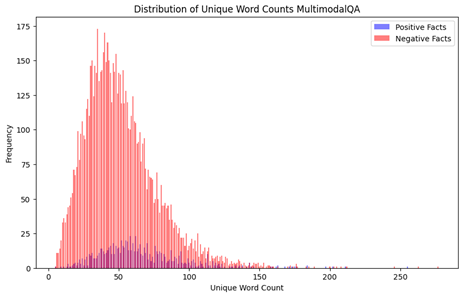 Distribution of Unique Word Counts MultimodalQA
Positive Facts
Negative Facts
175
150
125
100
75
50
25
0
Frequency
0 50 100 150 200 250
Unique Word Count